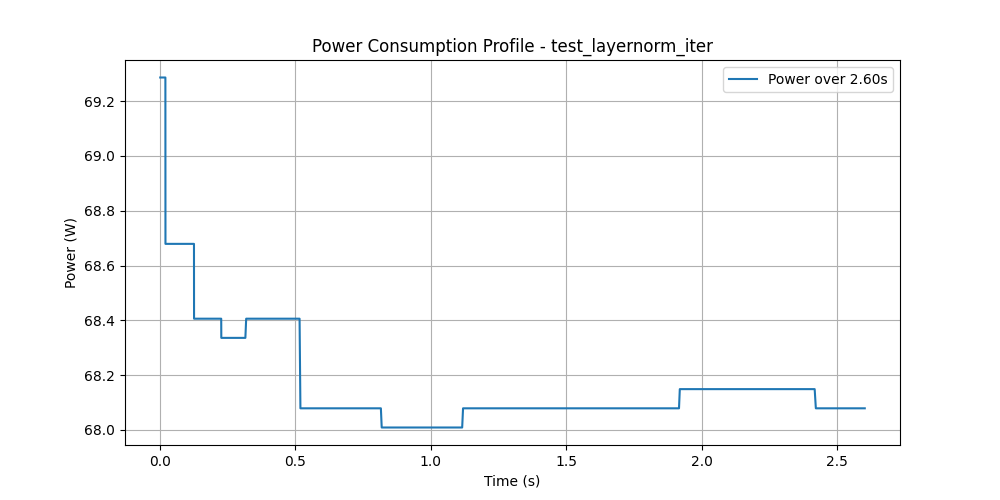 Power Consumption Profile - test_layernorm_iter
Power over 2.60s
Power (W)
69.2
69.0
68.8
68.6
68.4
68.2
68.0
0.0 0.5 1.0 1.5 2.0 2.5
Time (s)